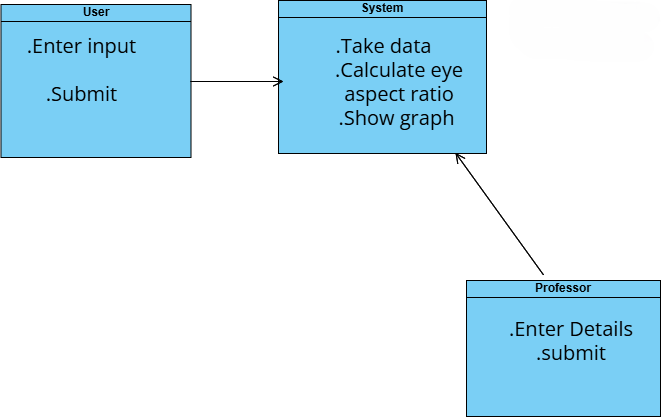 User
.Enter input
.Submit
System
.Take data
.Calculate eye
aspect ratio
.Show graph
Professor
.Enter Details
.submit